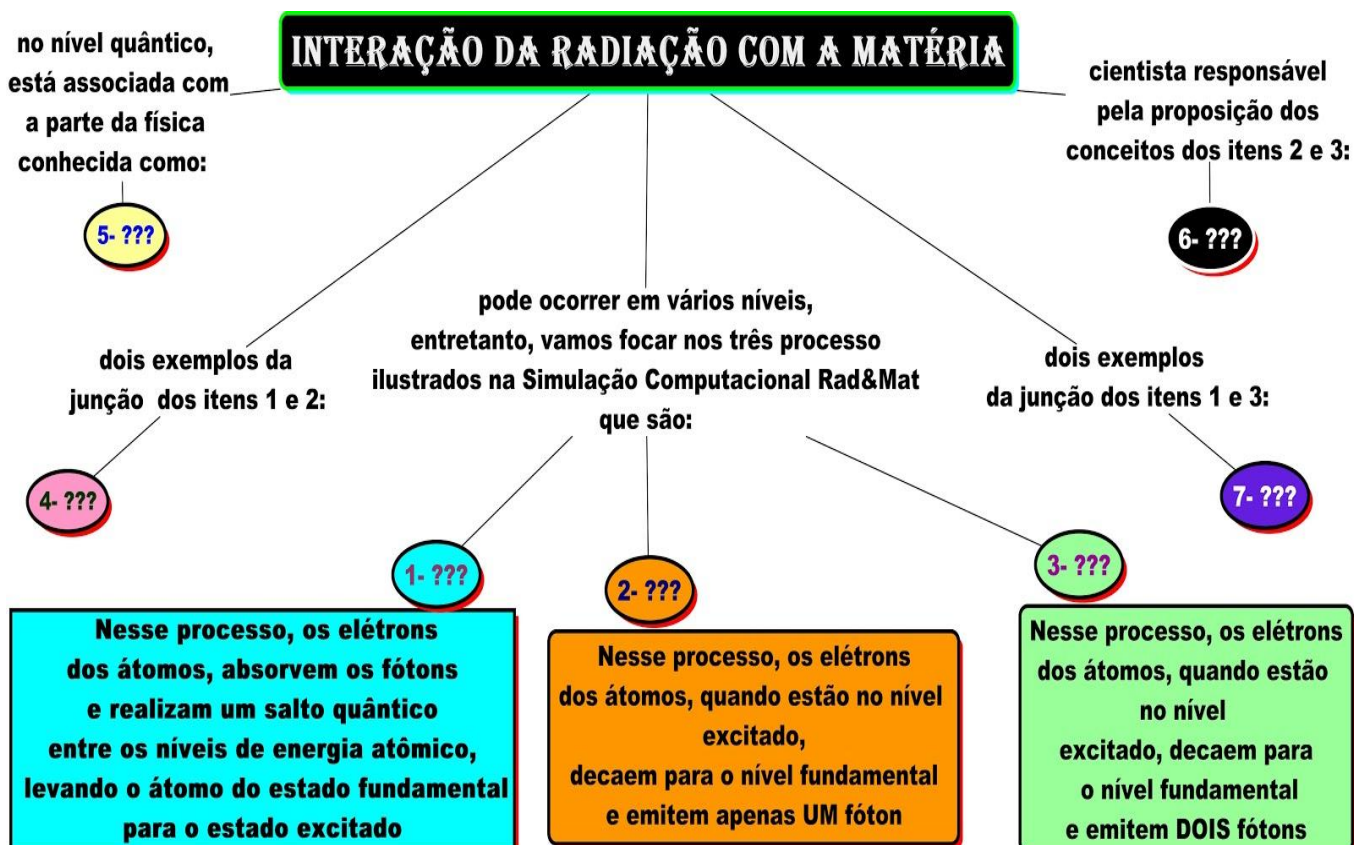 INTERAÇÃO DA RADIAÇÃO COM A MATÉRIA
no nível quântico,
está associada com
a parte da física
conhecida como:
5- ???
cientista responsável
pela proposição dos
conceitos dos itens 2 e 3:
6- ???
dois exemplos da
junção dos itens 1 e 2:
4- ???
pode ocorrer em vários níveis,
entretanto, vamos focar nos três processo
ilustrados na Simulação Computacional Rad&Mat
que são:
dois exemplos
da junção dos itens 1 e 3:
7- ???
1- ???
Nesse processo, os elétrons
dos átomos, absorvem os fótons
e realizam um salto quântico
entre os níveis de energia atômico,
levando o átomo do estado fundamental
para o estado excitado
2- ???
Nesse processo, os elétrons
dos átomos, quando estão no nível
excitado,
decaem para o nível fundamental
e emitem apenas UM fóton
3- ???
Nesse processo, os elétrons
dos átomos, quando estão
no nível
excitado, decaem para
o nível fundamental
e emitem DOIS fótons